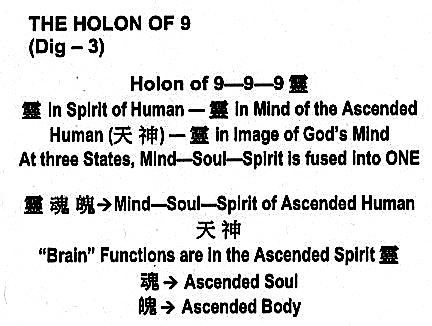 THE HOLON OF 9
(Dig – 3)
Holon of 9—9—9 靈
靈 in Spirit of Human — 靈 in Mind of the Ascended
Human (天 神) — 靈 in Image of God's Mind
At three States, Mind—Soul—Spirit is fused into ONE
靈 魂 魄→Mind—Soul—Spirit of Ascended Human
天 神
“Brain” Functions are in the Ascended Spirit 靈
魂 → Ascended Soul
魄 → Ascended Body